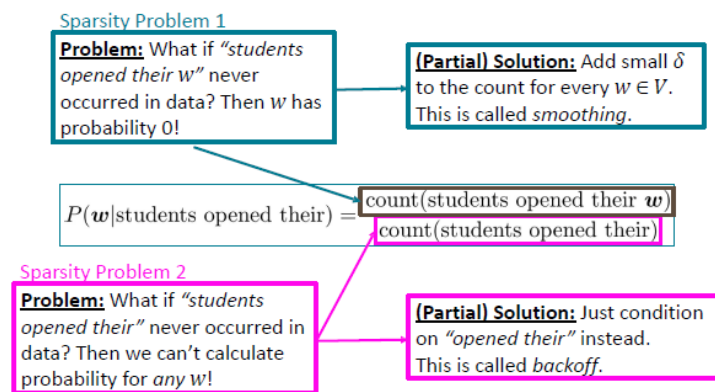 Sparsity Problem 1
Problem: What if “students
opened their w” never
occurred in data? Then w has
probability 0!
(Partial) Solution: Add small δ
to the count for every w ∈ V.
This is called smoothing.
P(w|students opened their) = count(students opened their w)
count(students opened their)
Sparsity Problem 2
Problem: What if “students
opened their” never occurred in
data? Then we can’t calculate
probability for any w!
(Partial) Solution: Just condition
on “opened their” instead.
This is called backoff.